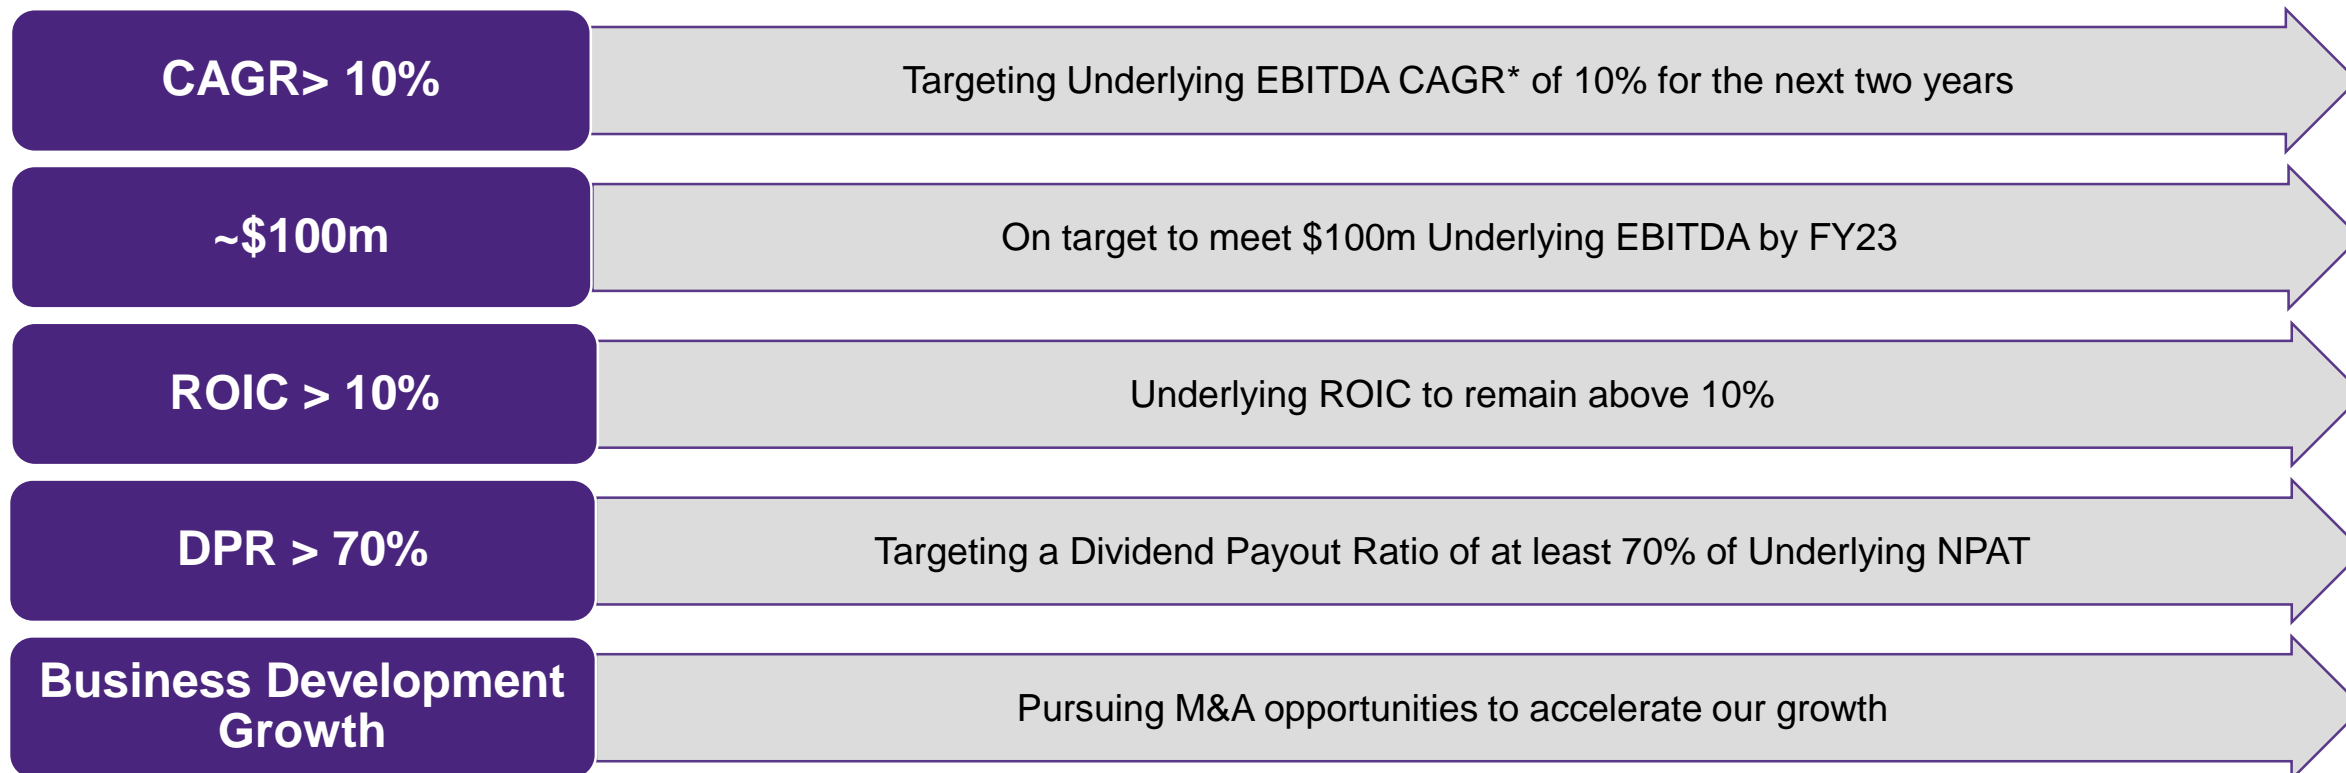 CAGR> 10%
Targeting Underlying EBITDA CAGR* of 10% for the next two years
~$100m
On target to meet $100m Underlying EBITDA by FY23
ROIC > 10%
Underlying ROIC to remain above 10%
DPR > 70%
Targeting a Dividend Payout Ratio of at least 70% of Underlying NPAT
Business Development
Growth
Pursuing M&A opportunities to accelerate our growth